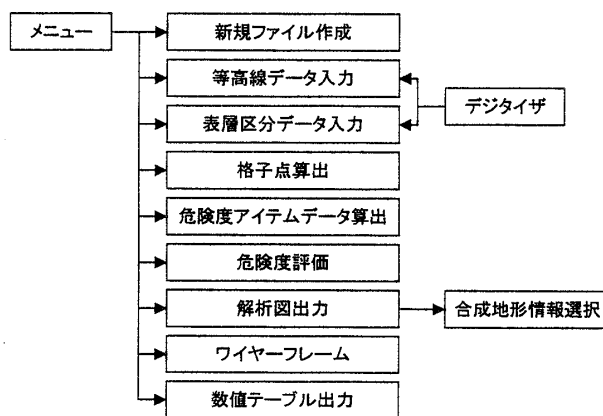 メニュー
新規ファイル作成
等高線データ入力
デジタイザ
表層区分データ入力
格子点算出
危険度アイテムデータ算出
危険度評価
解析図出力
合成地形情報選択
ワイヤーフレーム
数値テーブル出力